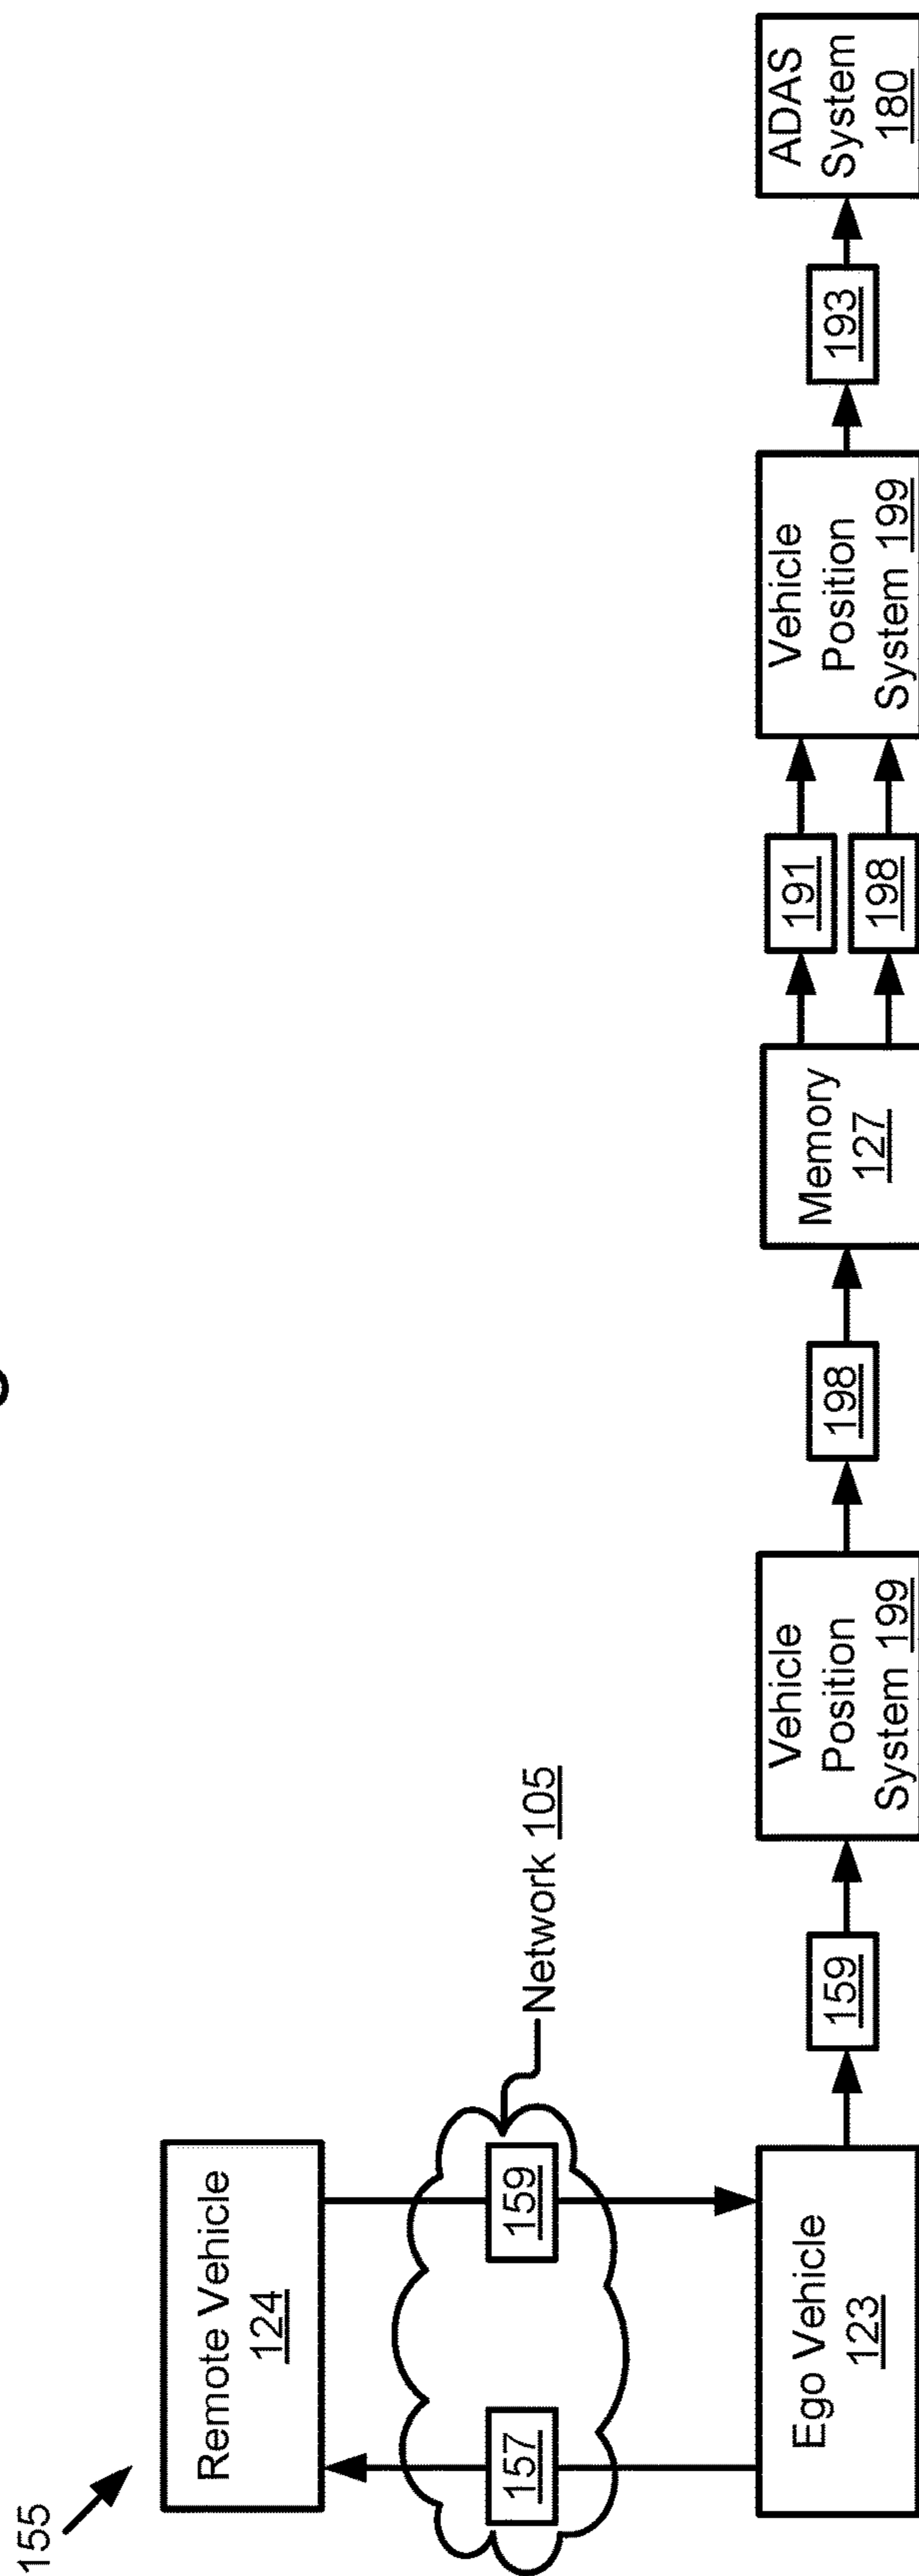 155
Remote Vehicle
124
157
159
Network 105
Ego Vehicle
123
159
Vehicle
Position
System 199
198
Memory
127
191
198
Vehicle
Position
System 199
193
ADAS
System
180